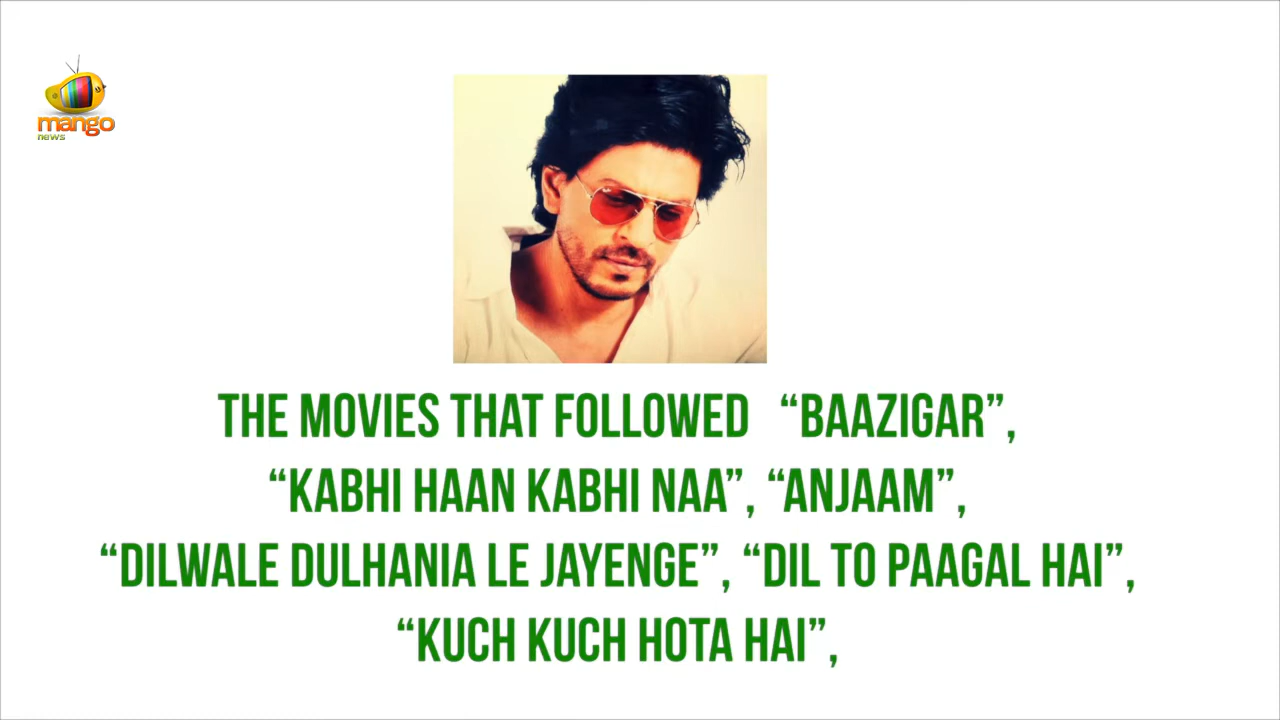 mango
news
THE MOVIES THAT FOLLOWED “BAAZIGAR”,
“KABHI HAAN KABHI NAA”, “ANJAAM”,
“DILWALE DULHANIA LE JAYENGE”, “DIL TO PAAGAL HAI”,
“KUCH KUCH HOTA HAI”,